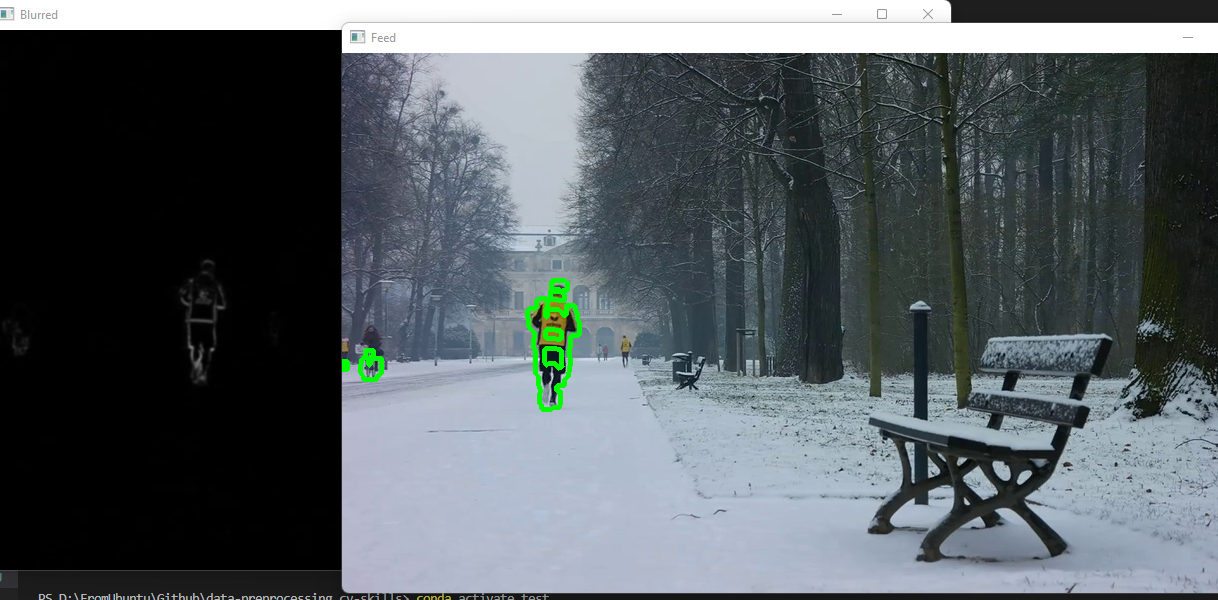 Blurred
Feed
PS D:\FromUbuntu\Github\data-preprocessing_cv-skills> conda activate test